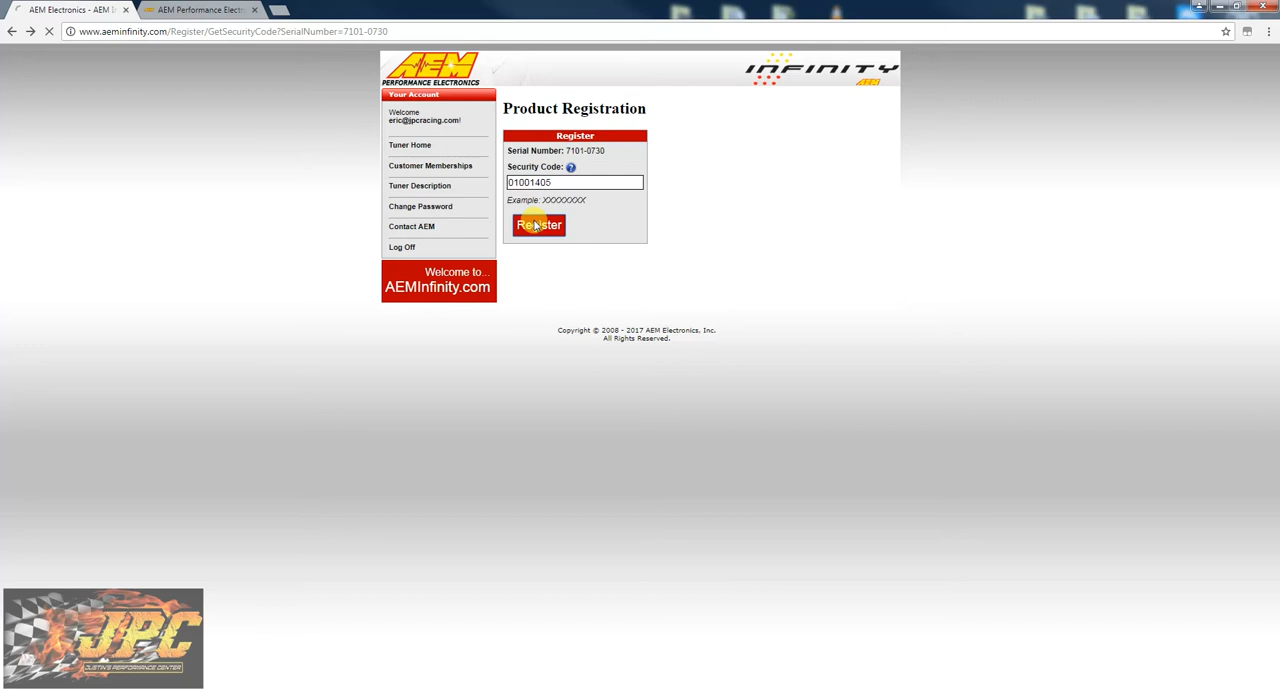 AEM Electronics - AEM I
AEM Performance Electr
www.aeminfinity.com/Register/GetSecurityCode?SerialNumber=7101-0730
AEM
PERFORMANCE ELECTRONICS
INFINITY
AEM
Your Account
Welcome
eric@jpcracing.com!
Tuner Home
Customer Memberships
Tuner Description
Change Password
Contact AEM
Log Off
Welcome to...
AEMInfinity.com
Product Registration
Register
Serial Number: 7101-0730
Security Code: ?
01001405
Example: XXXXXXXX
Register
Copyright © 2008 - 2017 AEM Electronics, Inc.
All Rights Reserved.
JPC
JUSTIN'S PERFORMANCE CENTER